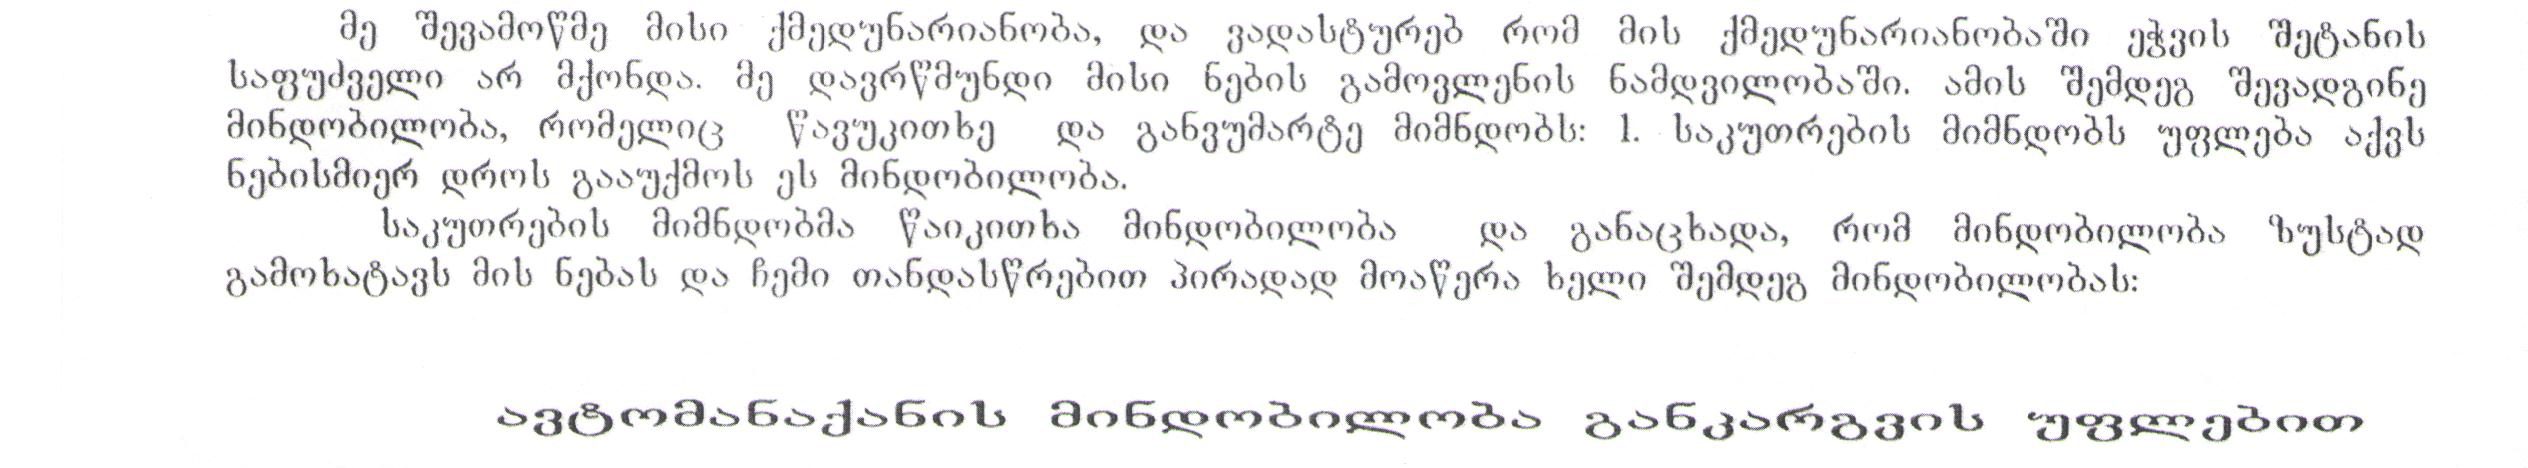 მე შევამოწმე მისი ქმედუნარიანობა, და ვადასტურებ რომ მის ქმედუნარიანობაში ეჭვის შეტანის
საფუძველი არ მქონდა. მე დავრწმუნდი მისი ნების გამოვლენის ნამდვილობაში. ამის შემდეგ შევადგინე
მინდობილობა, რომელიც წავუკითხე და განვუმარტე მიმნდობს: 1. საკუთრების მიმნდობს უფლება აქვს
ნებისმიერ დროს გააუქმოს ეს მინდობილობა.
საკუთრების მიმნდობმა წაიკითხა მინდობილობა და განაცხადა, რომ მინდობილობა ზუსტად
გამოხატავს მის ნებას და ჩემი თანდასწრებით პირადად მოაწერა ხელი შემდეგ მინდობილობას:
ავტომანაქანის მინდობილობა განკარგვის უფლებით